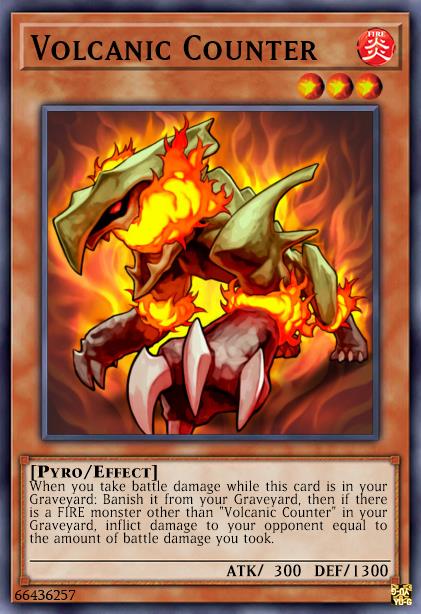 Volcanic Counter
FIRE
炎
[Pyro/Effect]
When you take battle damage while this card is in your
Graveyard: Banish it from your Graveyard, then if there
is a FIRE monster other than "Volcanic Counter" in your
Graveyard, inflict damage to your opponent equal to
the amount of battle damage you took.
ATK/ 300 DEF/1300
66436257